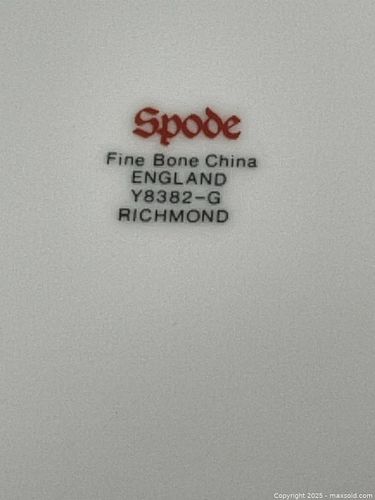 Spode
Fine Bone China
ENGLAND
Y8382-G
RICHMOND
Copyright 2025 - maxsold.com